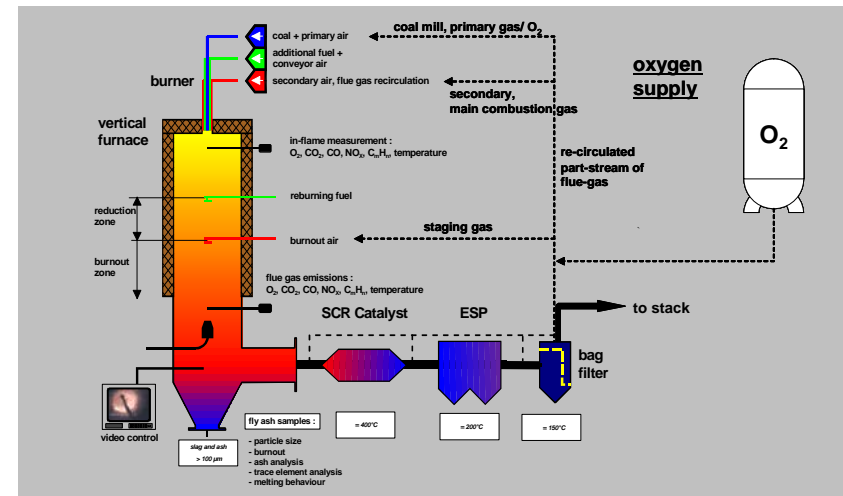 coal + primary air
additional fuel +
conveyor air
secondary air, flue gas recirculation
burner
coal mill, primary gas/ O2
secondary,
main combustion gas
oxygen
supply
O2
vertical
furnace
in-flame measurement :
O2, CO2, CO, NOX, CmHn, temperature
re-circulated
part-stream of
flue-gas
reburning fuel
reduction
zone
staging gas
burnout air
burnout
zone
flue gas emissions :
O2, CO2, CO, NOX, CmHn, temperature
SCR Catalyst
ESP
to stack
bag
filter
video control
slag and ash
> 100 µm
fly ash samples :
- particle size
- burnout
- ash analysis
- trace element analysis
- melting behaviour
= 400°C
= 200°C
= 150°C